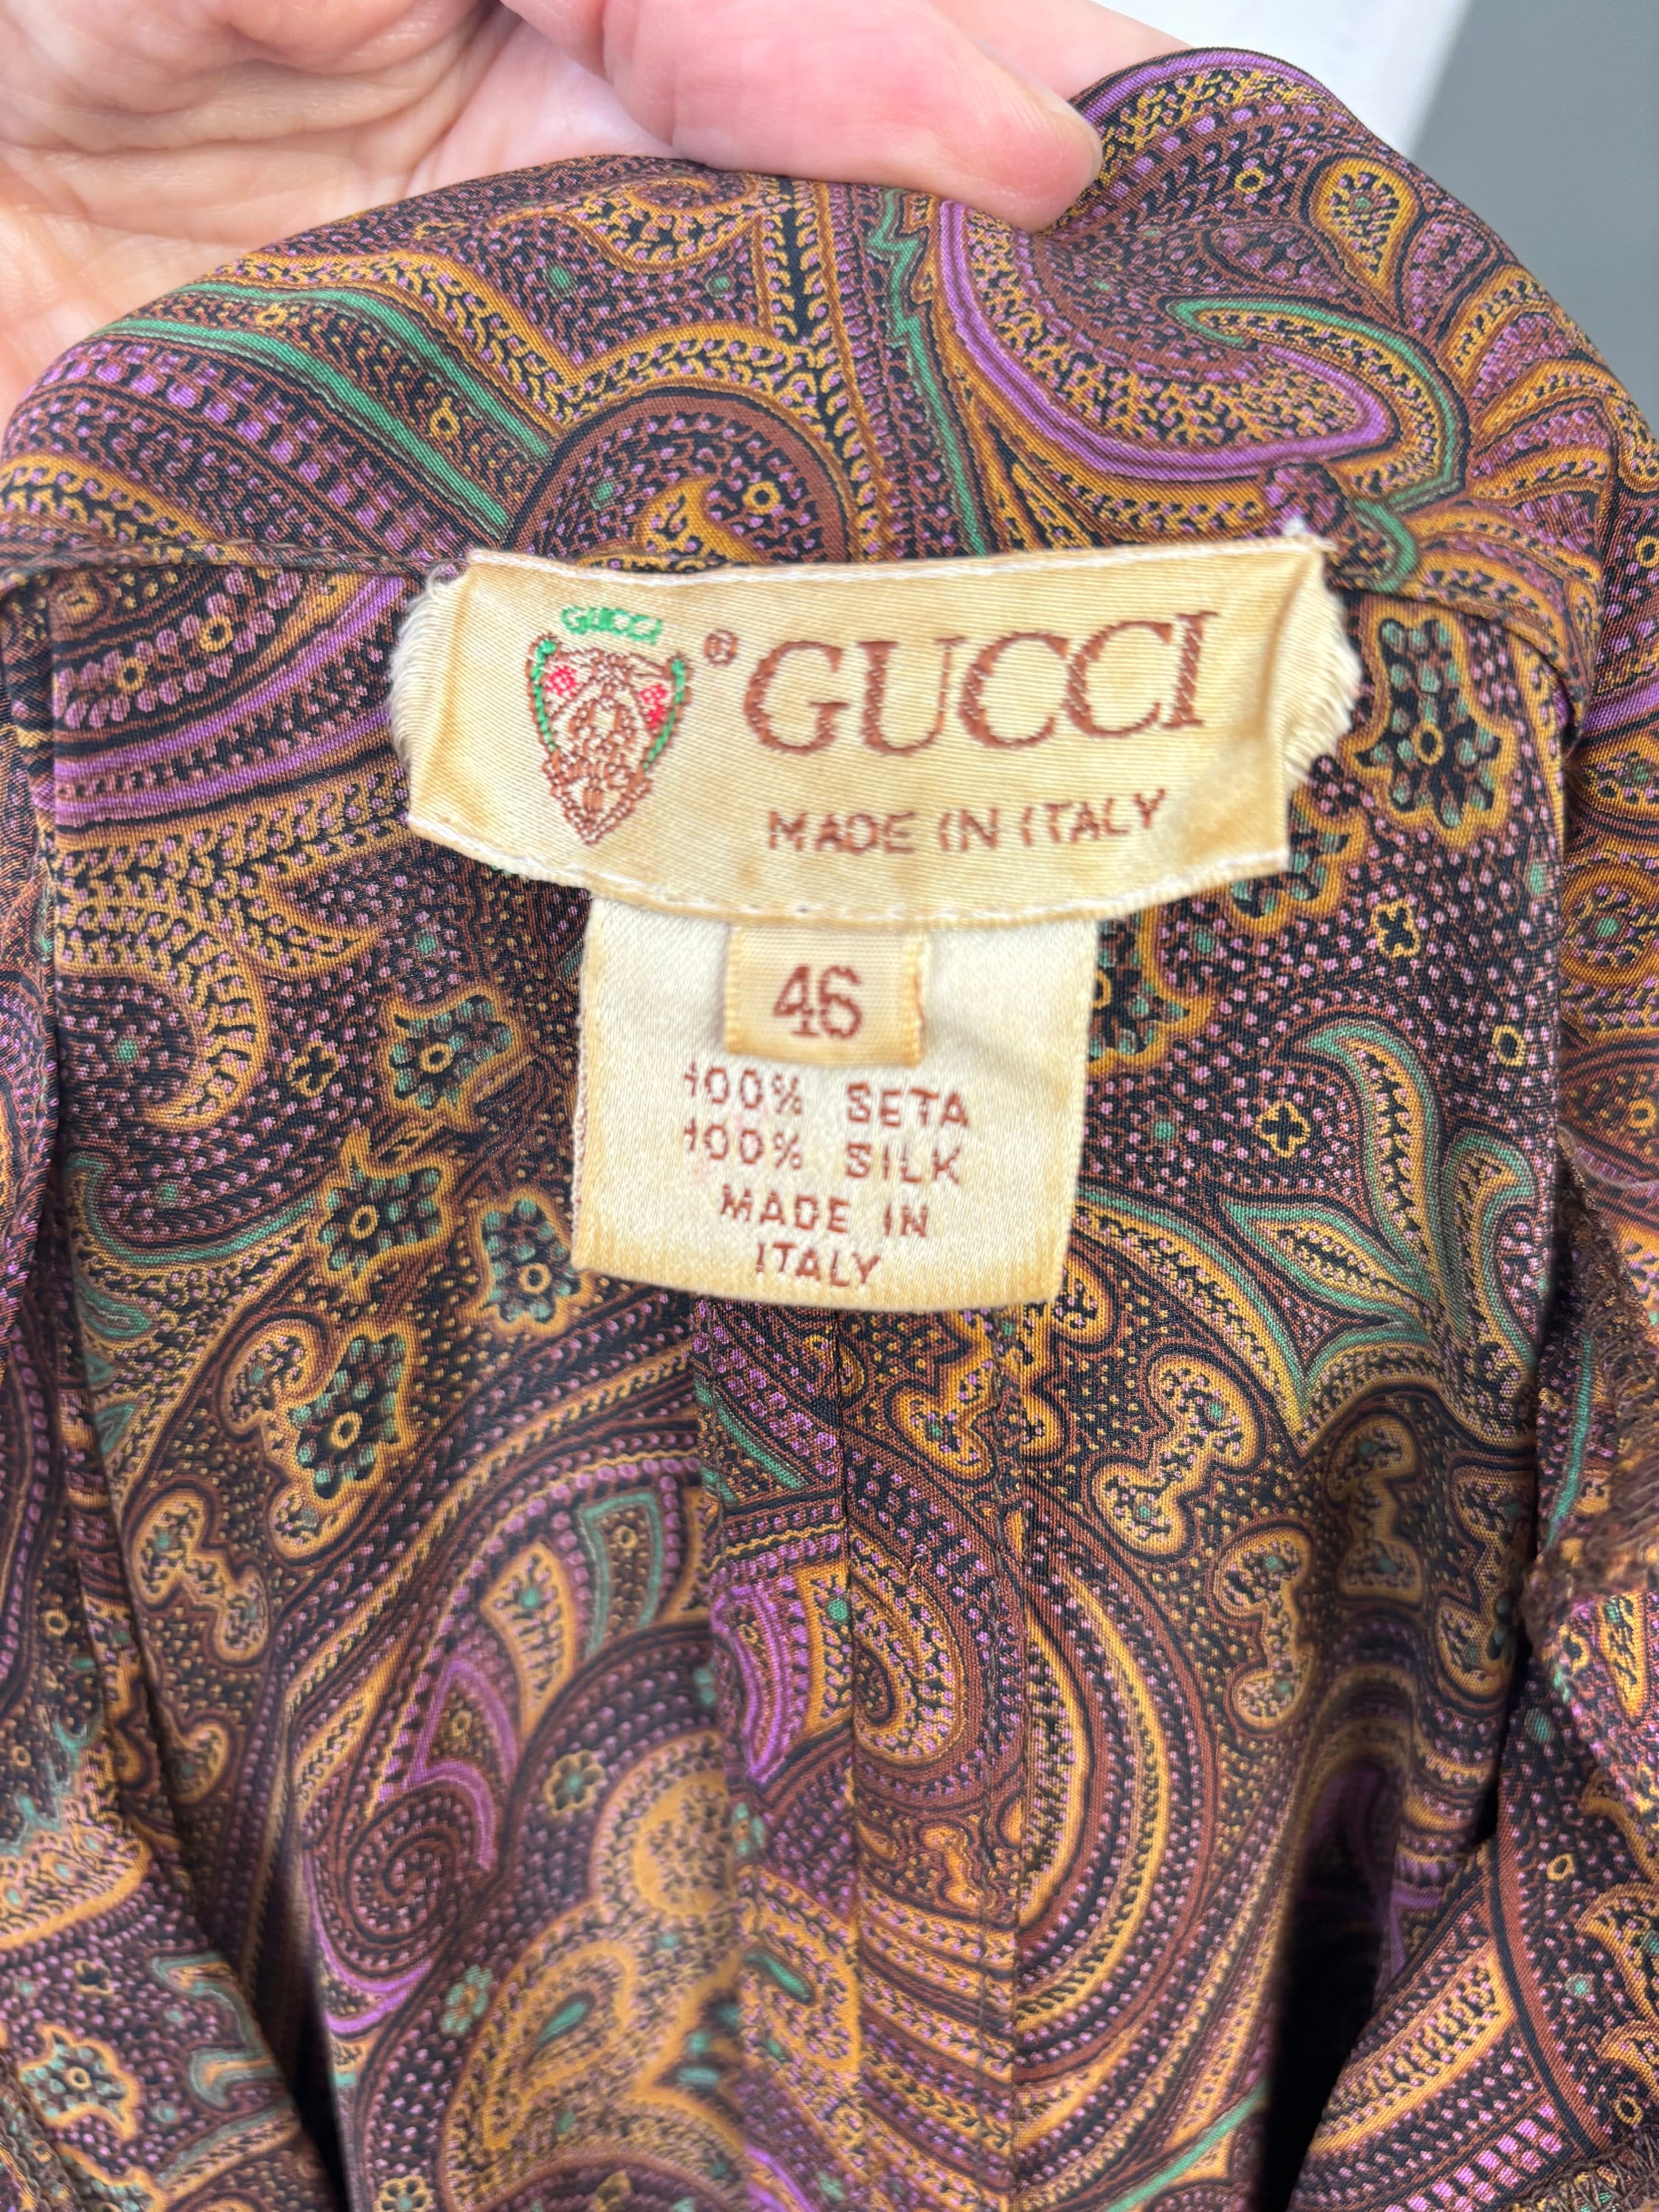 GUCCI
® GUCCI
MADE IN ITALY
46
100% SETA
100% SILK
MADE IN
ITALY